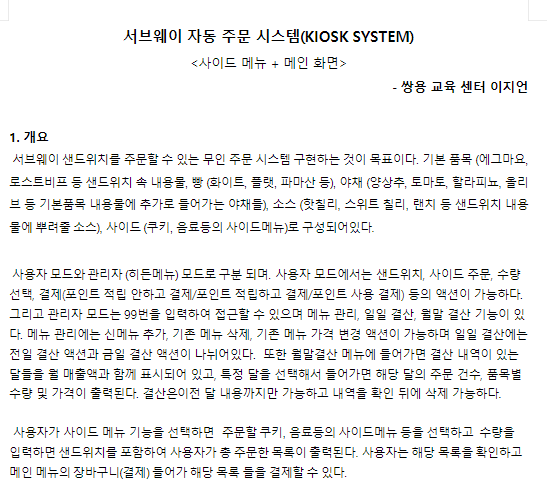 서브웨이 자동 주문 시스템(KIOSK SYSTEM)
<사이드 메뉴 + 메인 화면>
- 쌍용 교육 센터 이지언
1. 개요
서브웨이 샌드위치를 주문할 수 있는 무인 주문 시스템 구현하는 것이 목표이다. 기본 품목 (에그마요,
로스트비프 등 샌드위치 속 내용물, 빵 (화이트, 플랫, 파마산 등), 야채 (양상추, 토마토, 할라피뇨, 올리
브 등 기본품목 내용물에 추가로 들어가는 야채들), 소스 (핫칠리, 스위트 칠리, 랜치 등 샌드위치 내용
물에 뿌려줄 소스), 사이드 (쿠키, 음료등의 사이드메뉴)로 구성되어있다.
사용자 모드와 관리자 (히든메뉴) 모드로 구분 되며. 사용자 모드에서는 샌드위치, 사이드 주문, 수량
선택, 결제(포인트 적립 안하고 결제/포인트 적립하고 결제/포인트 사용 결제) 등의 액션이 가능하다.
그리고 관리자 모드는 99번을 입력하여 접근할 수 있으며 메뉴 관리, 일일 결산, 월말 결산 기능이 있
다. 메뉴 관리에는 신메뉴 추가, 기존 메뉴 삭제, 기존 메뉴 가격 변경 액션이 가능하며 일일 결산에는
전일 결산 액션과 금일 결산 액션이 나뉘어있다. 또한 월말결산 메뉴에 들어가면 결산 내역이 있는
달들을 월 매출액과 함께 표시되어 있고, 특정 달을 선택해서 들어가면 해당 달의 주문 건수, 품목별
수량 및 가격이 출력된다. 결산은이전 달 내용까지만 가능하고 내역을 확인 뒤에 삭제 가능하다.
사용자가 사이드 메뉴 기능을 선택하면 주문할 쿠키, 음료등의 사이드메뉴 등을 선택하고 수량을
입력하면 샌드위치를 포함하여 사용자가 총 주문한 목록이 출력된다. 사용자는 해당 목록을 확인하고
메인 메뉴의 장바구니(결제) 들어가 해당 목록 들을 결제할 수 있다.